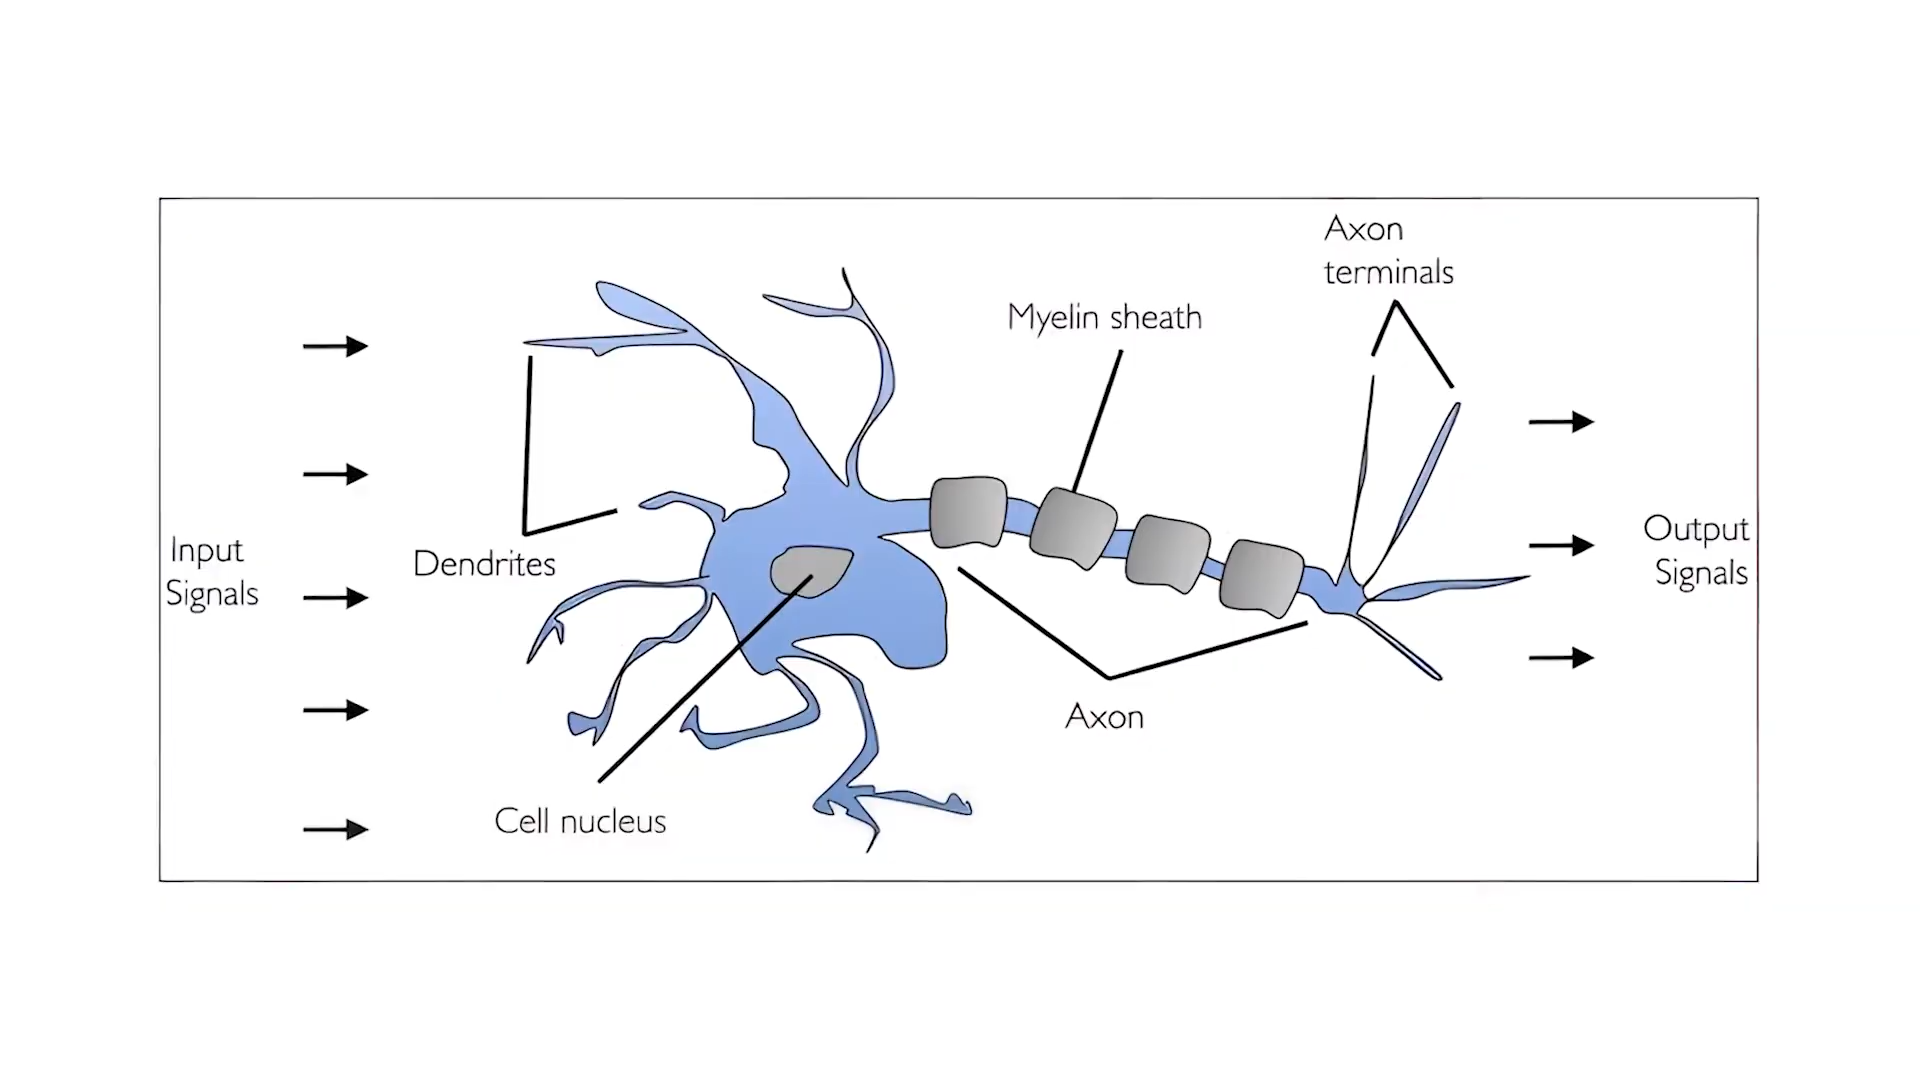 Axon
terminals
Myelin sheath
Input
Signals
Dendrites
Output
Signals
Axon
Cell nucleus